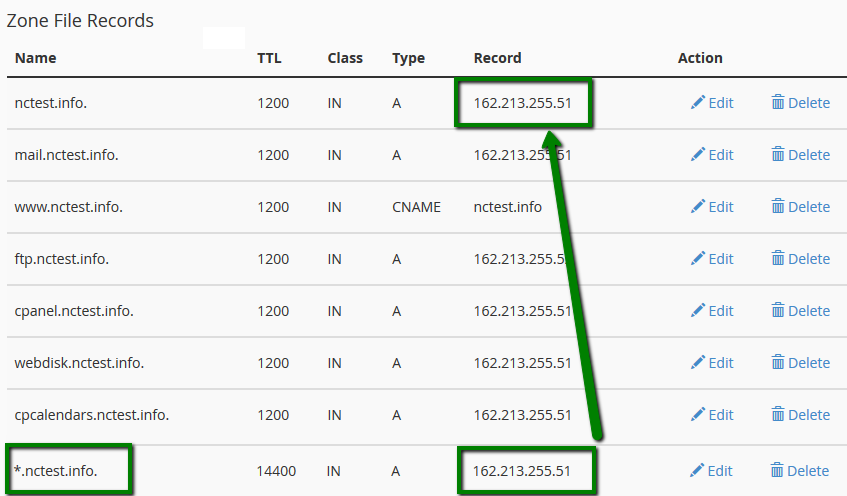 Zone File Records
Name TTL Class Type Record Action
nctest.info. 1200 IN A 162.213.255.51 Edit Delete
mail.nctest.info. 1200 IN A 162.213.255.51 Edit Delete
www.nctest.info. 1200 IN CNAME nctest.info Edit Delete
ftp.nctest.info. 1200 IN A 162.213.255.51 Edit Delete
cpanel.nctest.info. 1200 IN A 162.213.255.51 Edit Delete
webdisk.nctest.info. 1200 IN A 162.213.255.51 Edit Delete
cpcalendars.nctest.info. 1200 IN A 162.213.255.51 Edit Delete
*.nctest.info. 14400 IN A 162.213.255.51 Edit Delete